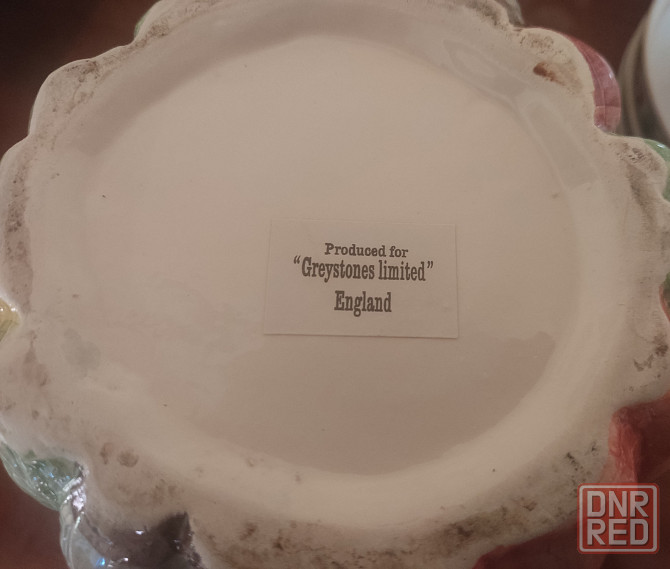 Produced for
“Greystones limited”
England
DNR
RED